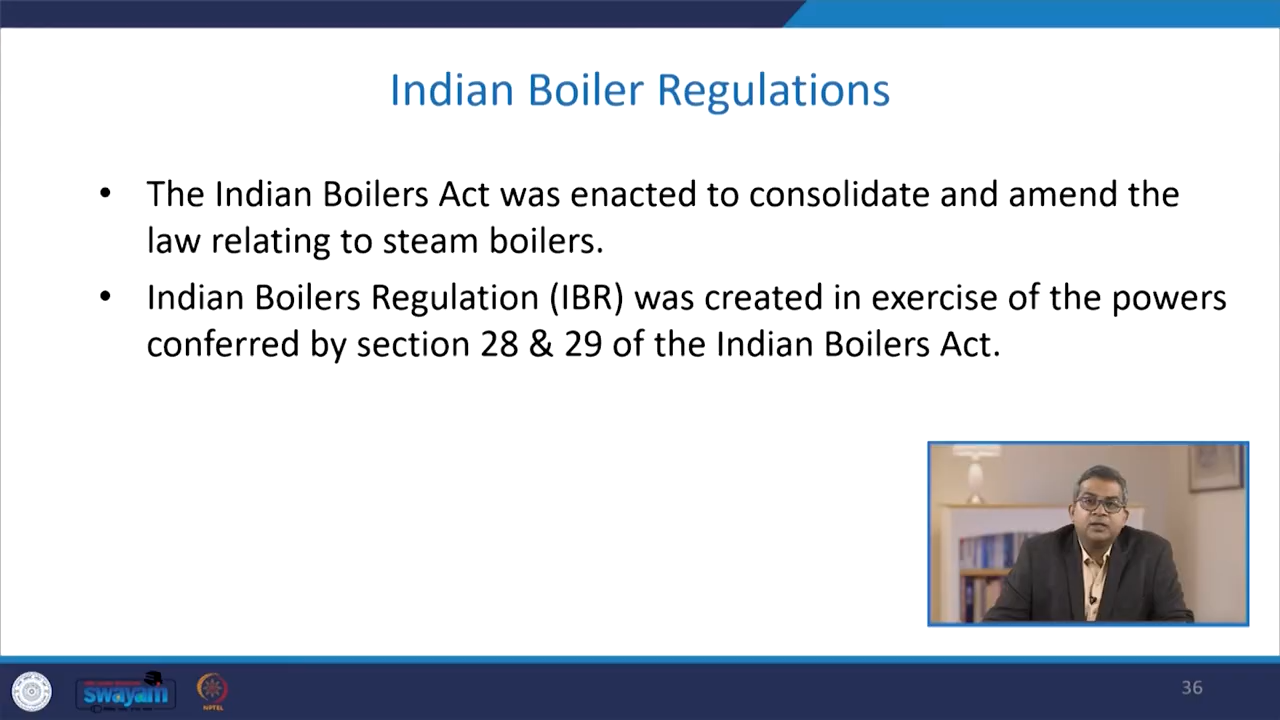 Indian Boiler Regulations
• The Indian Boilers Act was enacted to consolidate and amend the
law relating to steam boilers.
• Indian Boilers Regulation (IBR) was created in exercise of the powers
conferred by section 28 & 29 of the Indian Boilers Act.
swayam
NPTEL
36